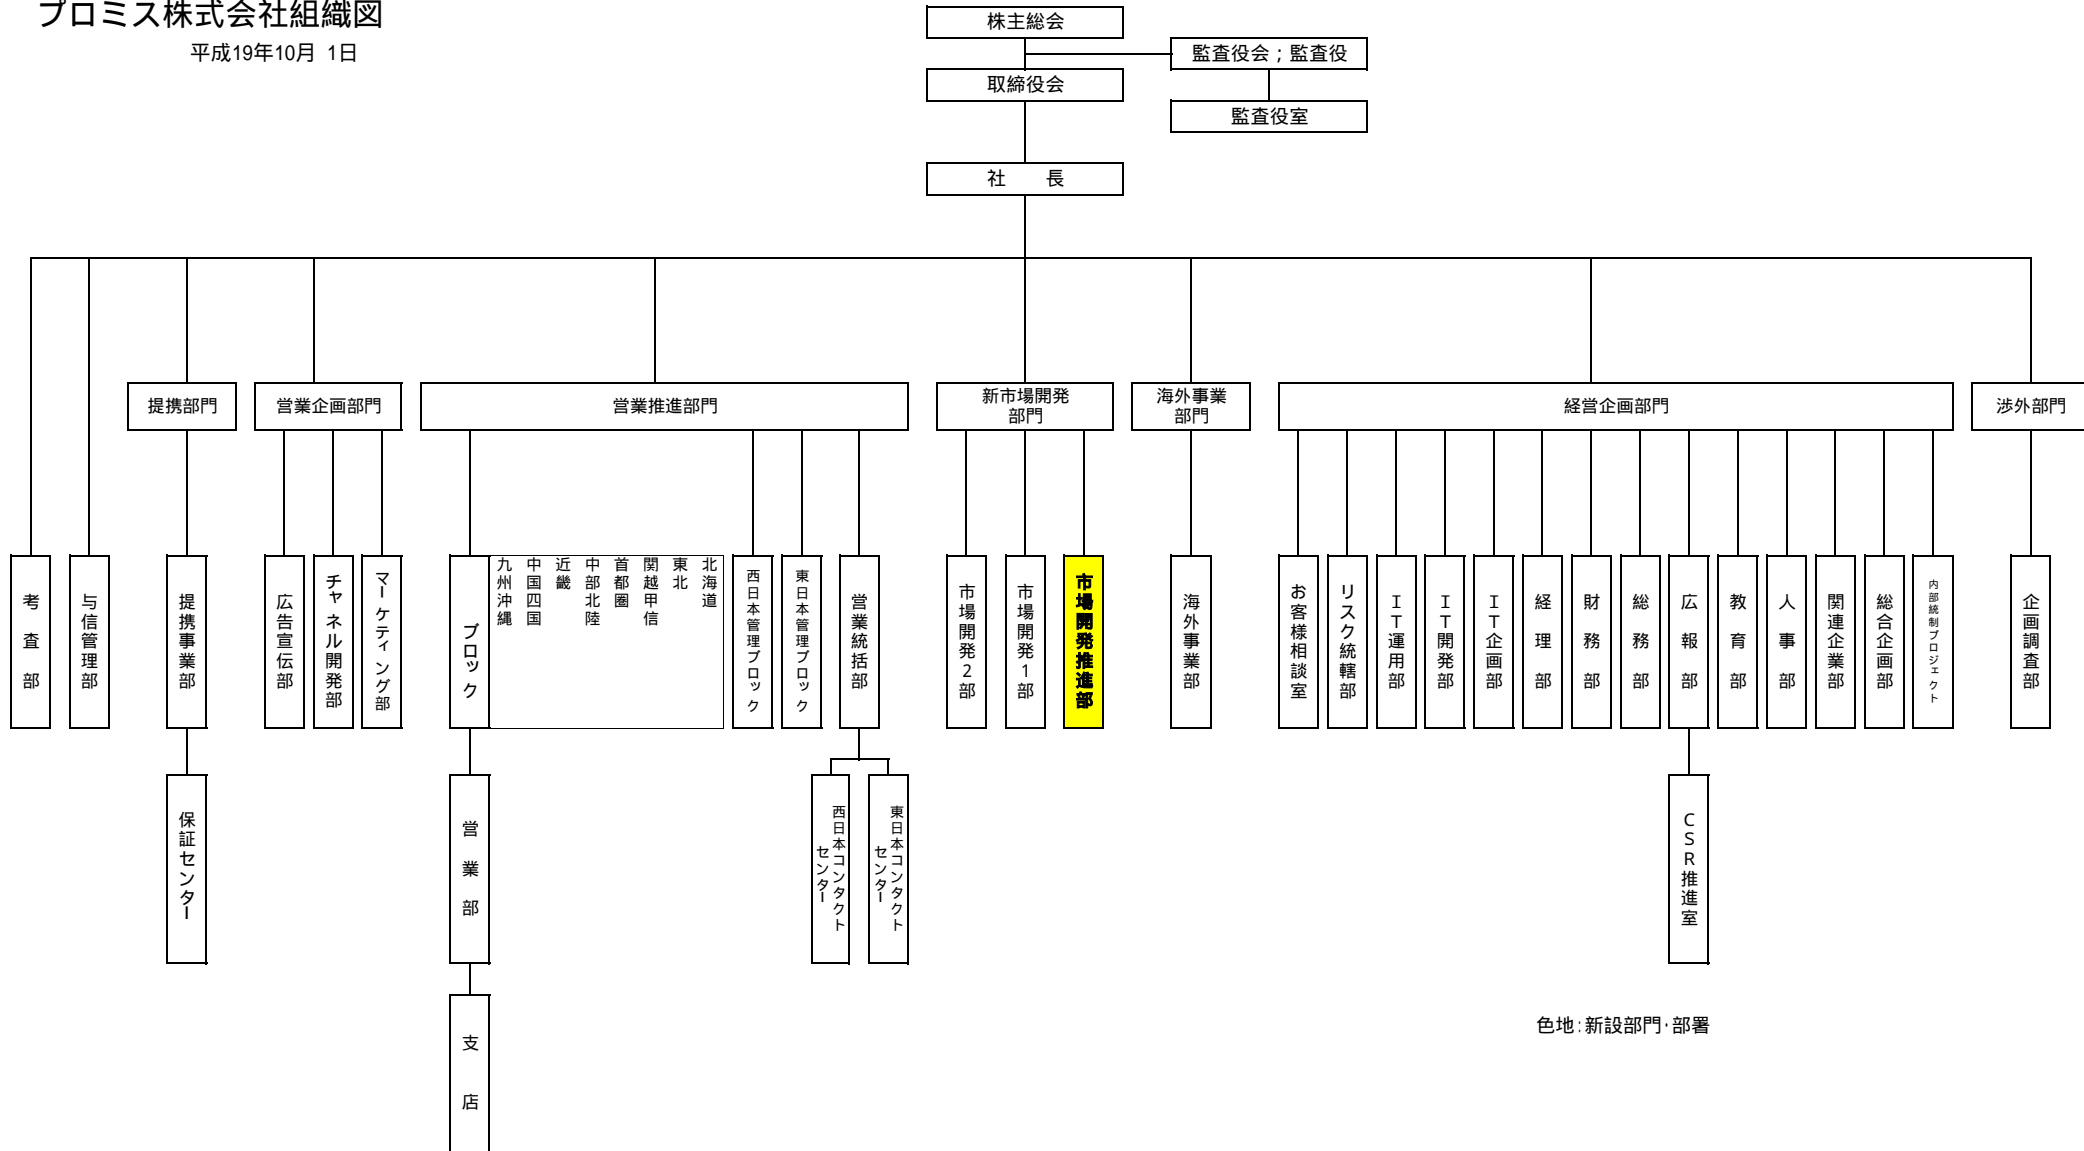 プロミス株式会社組織図
平成19年10月 1日
株主総会
監査役会；監査役
取締役会
監査役室
社　長
提携部門
営業企画部門
営業推進部門
新市場開発
部門
海外事業
部門
経営企画部門
渉外部門
考査部
与信管理部
提携事業部
広告宣伝部
チャネル開発部
マーケティング部
ブロック
九州沖縄
中国四国
近畿
中部北陸
首都圏
関越甲信
東北
北海道
西日本管理ブロック
東日本管理ブロック
営業統括部
市場開発2部
市場開発1部
市場開発推進部
海外事業部
お客様相談室
リスク統轄部
ＩＴ運用部
ＩＴ開発部
ＩＴ企画部
経理部
財務部
総務部
広報部
教育部
人事部
関連企業部
総合企画部
内部統制プロジェクト
企画調査部
保証センター
営業部
西日本コンタクト
センター
東日本コンタクト
センター
CSR推進室
支店
色地:新設部門・部署